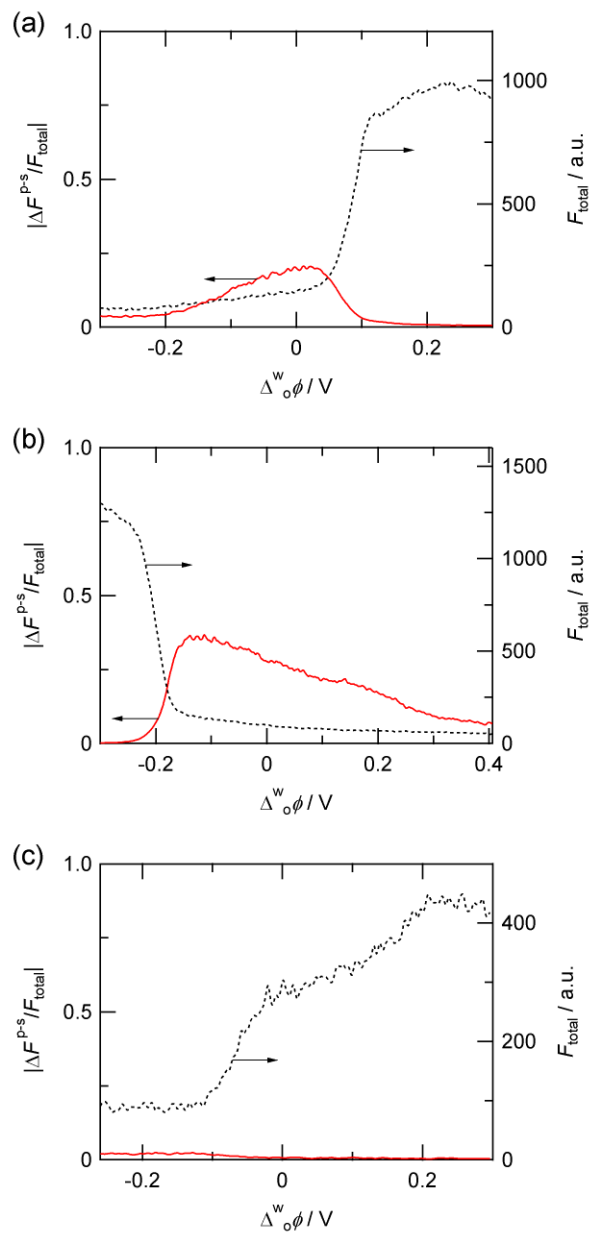 (a)
1.0
0.5
0
|ΔF^p-s/F_total|
1000
500
0
F_total / a.u.
-0.2 0 0.2
Δ^w_oϕ / V
(b)
1.0
0.5
0
|ΔF^p-s/F_total|
1500
1000
500
0
F_total / a.u.
-0.2 0 0.2 0.4
Δ^w_oϕ / V
(c)
1.0
0.5
0
|ΔF^p-s/F_total|
400
200
0
F_total / a.u.
-0.2 0 0.2
Δ^w_oϕ / V